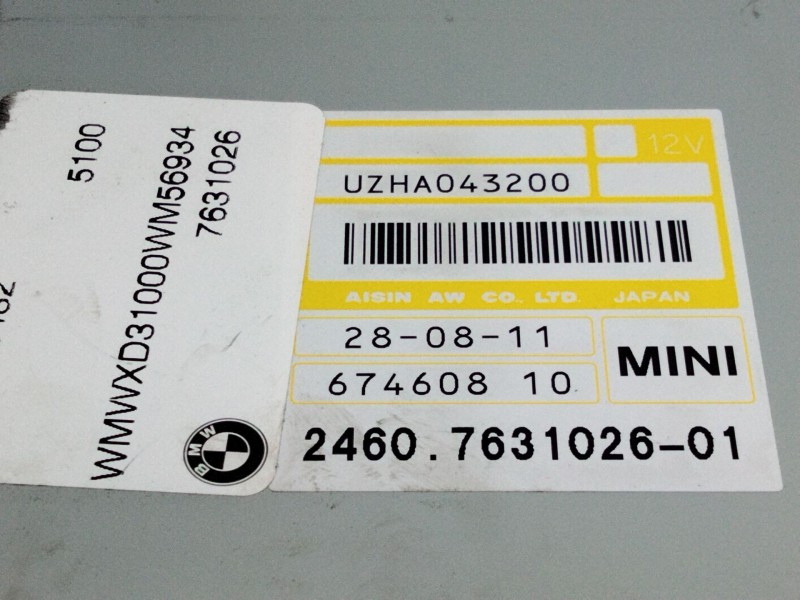 5100
WMWXD31000WM56934
7631026
BMW
12V
UZHA043200
AISIN AW CO., LTD. JAPAN
28-08-11
674608 10
MINI
2460.7631026-01